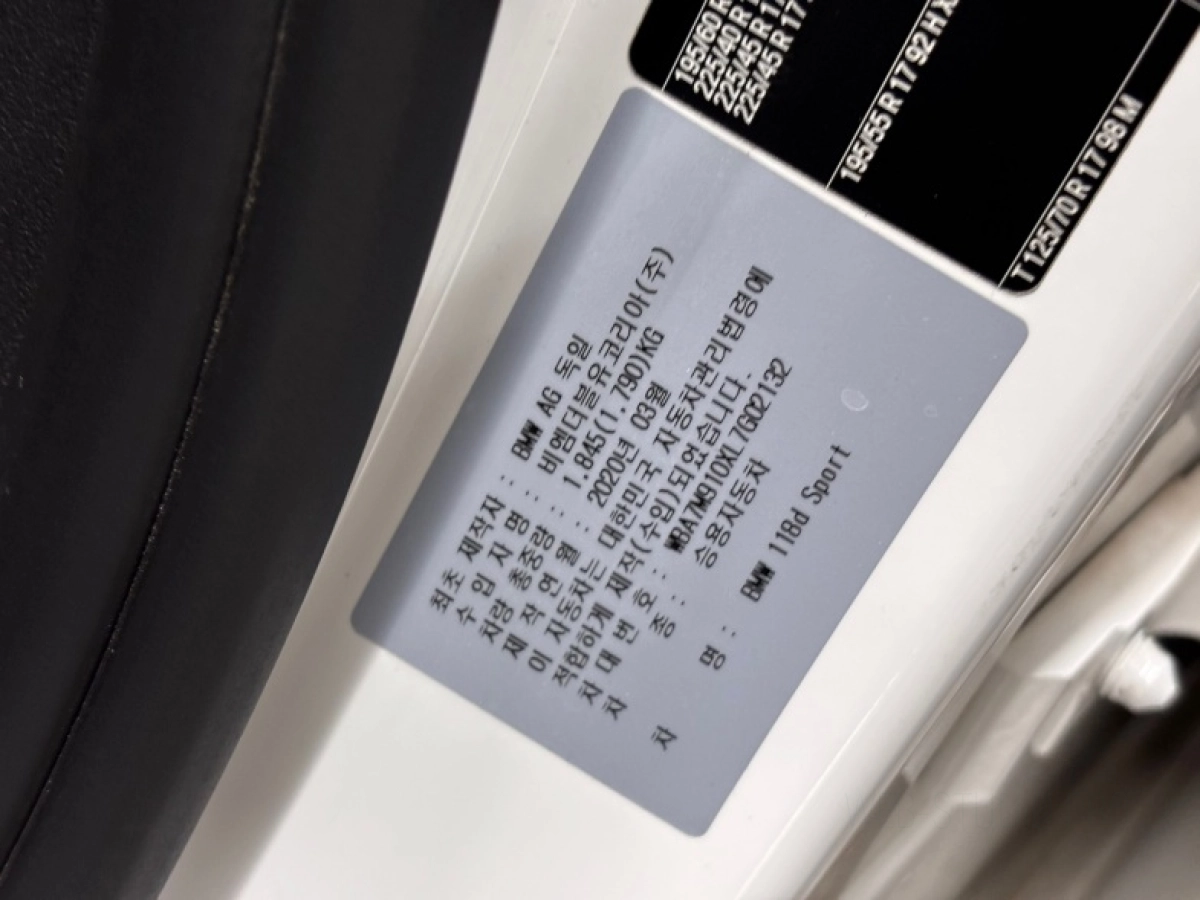 195/60 R
225/40 R 1
225/45 R 17
225/45 R 17
195/55 R 17 92 H X
T 125/70 R 17 98 M
최초 제작자 : BMW AG 독일
수 입 자 명 : 비엠더블유코리아(주)
차량 총중량 : 1.845(1.790)KG
제 작 연 월 : 2020년 03월
이 자동차는 대한민국 자동차관리법령에
적합하게 제작(수입)되었습니다.
차 대 번 호 : WBA7M910XL7G02132
차 종 : 승용자동차
차 명 : BMW 118d Sport